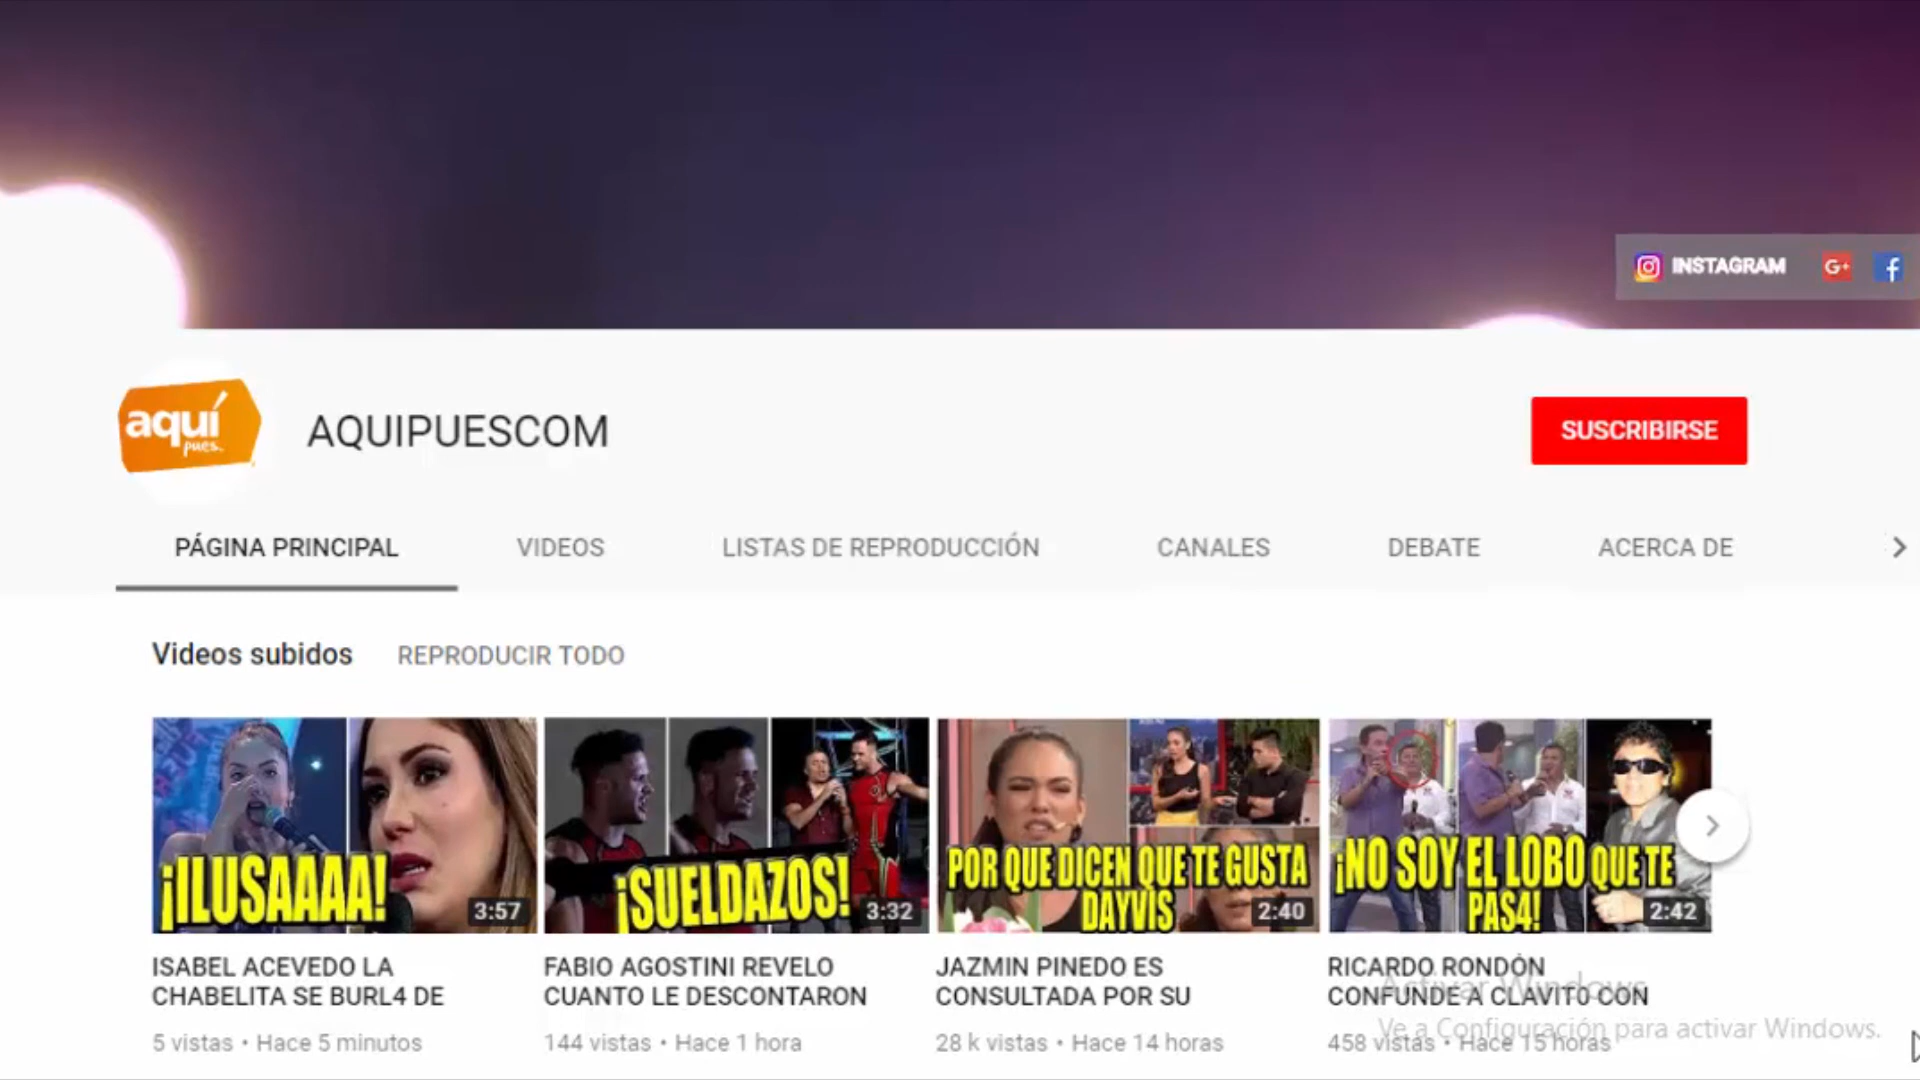 INSTAGRAM
G+
f
aquí
pues.
AQUIPUESCOM
SUSCRIBIRSE
PÁGINA PRINCIPAL
VIDEOS
LISTAS DE REPRODUCCIÓN
CANALES
DEBATE
ACERCA DE
Videos subidos
REPRODUCIR TODO
¡ILUSAAAA!
3:57
¡SUELDAZOS!
3:32
POR QUE DICEN QUE TE GUSTA
DAYVIS
2:40
¡NO SOY EL LOBO QUE TE
PAS4!
2:42
ISABEL ACEVEDO LA
CHABELITA SE BURL4 DE
5 vistas • Hace 5 minutos
FABIO AGOSTINI REVELO
CUANTO LE DESCONTARON
144 vistas • Hace 1 hora
JAZMIN PINEDO ES
CONSULTADA POR SU
28 k vistas • Hace 14 horas
RICARDO RONDÓN
CONFUNDE A CLAVIT0 CON
458 vistas • Hace 15 horas
Activar Windows
Ve a Configuración para activar Windows.